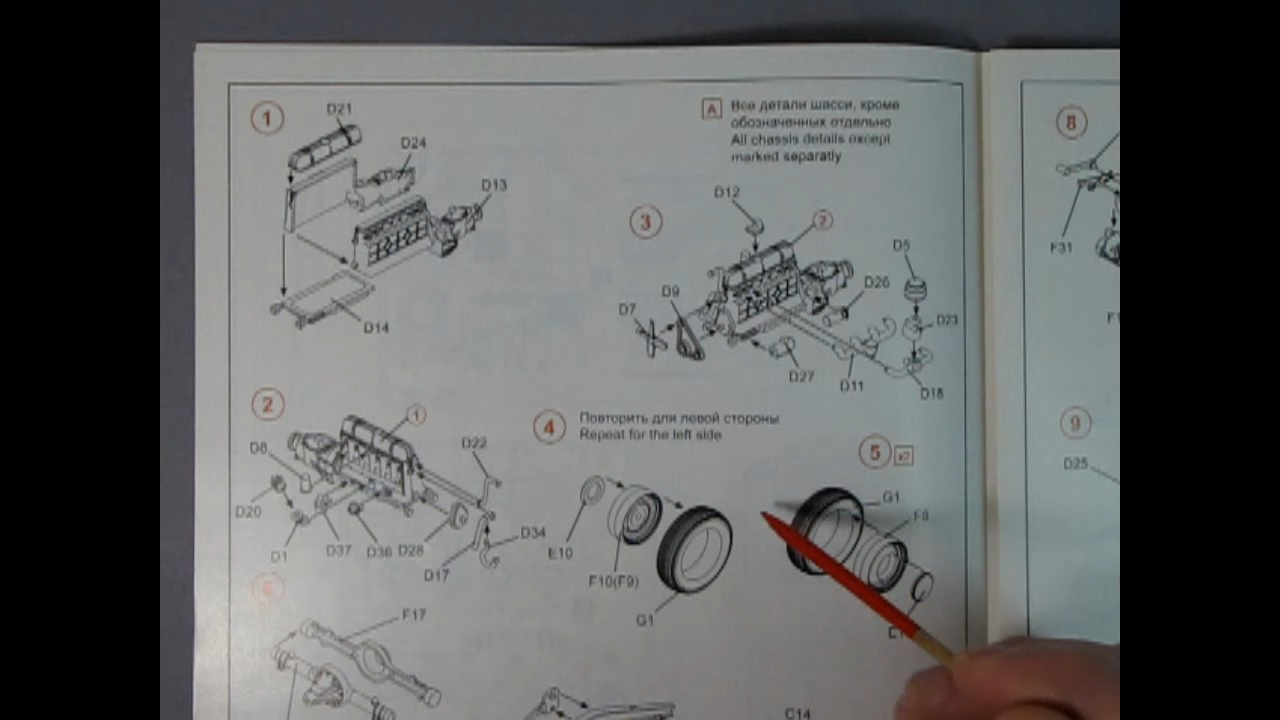 1
D21
D24
D13
D14
A
Все детали шасси, кроме
обозначенных отдельно
All chassis details except
marked separatly
3
D12
2
D5
D26
D9
D7
D23
D27
D11
D18
2
1
D22
D6
D20
D34
D1
D37
D36
D28
D17
4
Повторить для левой стороны
Repeat for the left side
E10
F10(F9)
G1
5
x2
G1
F8
6
F17
C14
8
F31
9
D25